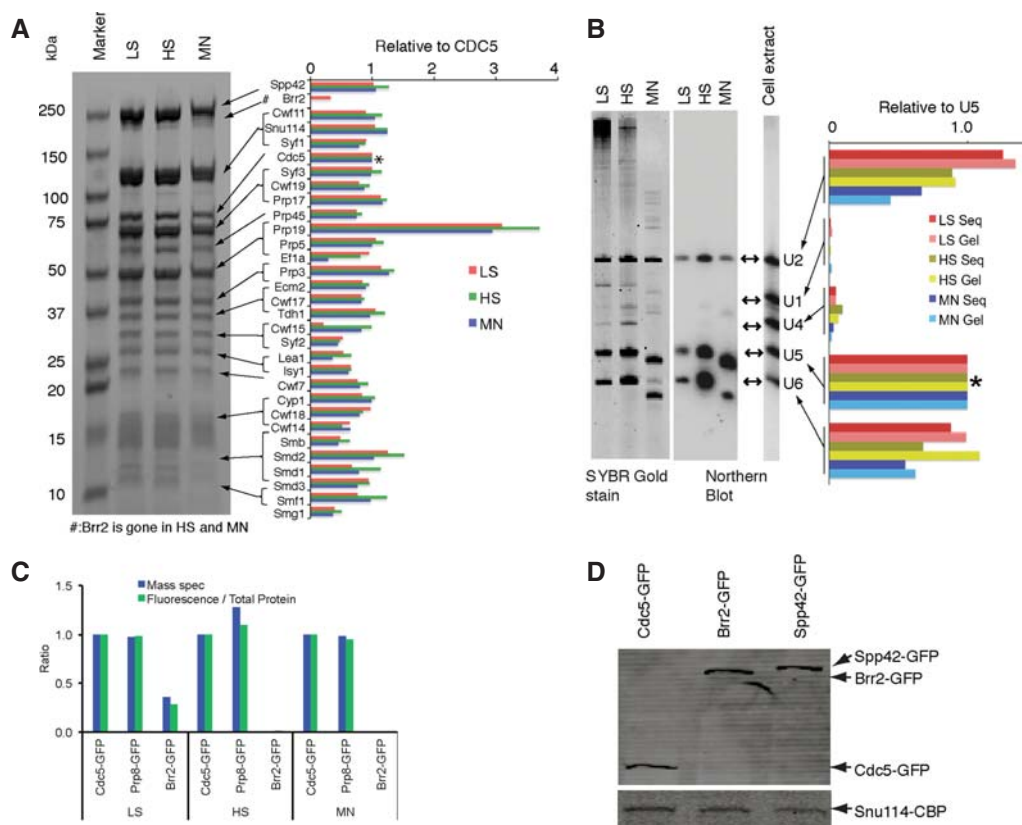 A
kDa
Marker
LS
HS
MN
Relative to CDC5
0
1
2
3
4
250
150
100
75
50
37
25
20
15
10
Spp42
#
Brr2
Cwf11
Snu114
Syf1
Cdc5
*
Syf3
Cwf19
Prp17
Prp45
Prp19
Prp5
Ef1a
Prp3
Ecm2
Cwf17
Tdh1
Cwf15
Syf2
Lea1
Isy1
Cwf7
Cyp1
Cwf18
Cwf14
Smb
Smd2
Smd1
Smd3
Smf1
Smg1
LS
HS
MN
#:Brr2 is gone in HS and MN
B
LS
HS
MN
LS
HS
MN
Cell extract
Relative to U5
0
1.0
U2
U1
U4
U5
U6
*
LS Seq
LS Gel
HS Seq
HS Gel
MN Seq
MN Gel
SYBR Gold
stain
Northern
Blot
C
Mass spec
Fluorescence / Total Protein
Ratio
1.5
1.0
0.5
0.0
Cdc5-GFP
Prp8-GFP
Brr2-GFP
Cdc5-GFP
Prp8-GFP
Brr2-GFP
Cdc5-GFP
Prp8-GFP
Brr2-GFP
LS
HS
MN
D
Cdc5-GFP
Brr2-GFP
Spp42-GFP
Spp42-GFP
Brr2-GFP
Cdc5-GFP
Snu114-CBP